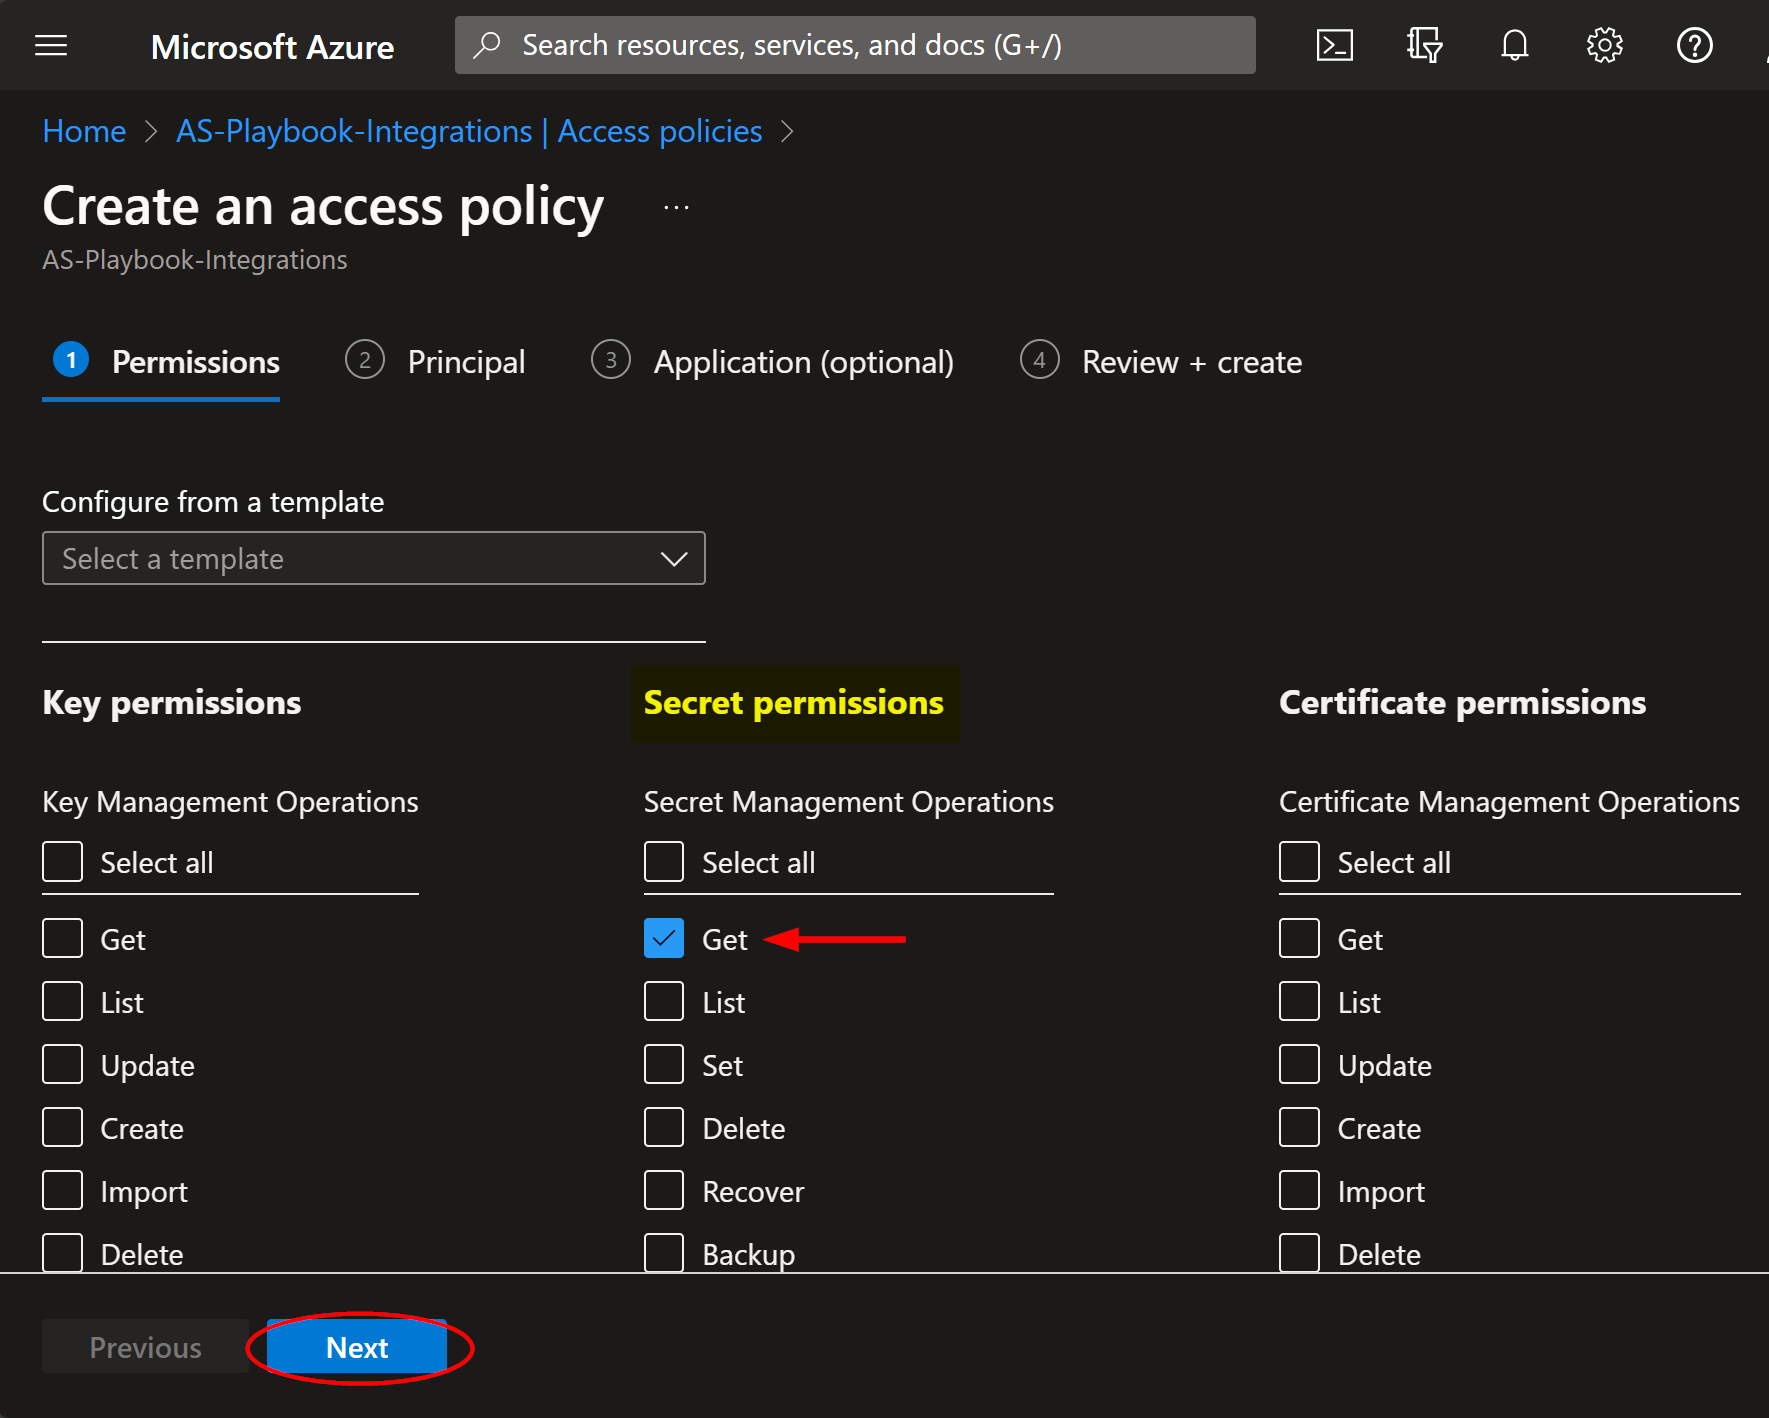 Microsoft Azure
Search resources, services, and docs (G+/)
Home > AS-Playbook-Integrations | Access policies >
Create an access policy ...
AS-Playbook-Integrations
1 Permissions 2 Principal 3 Application (optional) 4 Review + create
Configure from a template
Select a template
Key permissions
Key Management Operations
Select all
Get
List
Update
Create
Import
Delete
Secret permissions
Secret Management Operations
Select all
Get
List
Set
Delete
Recover
Backup
Certificate permissions
Certificate Management Operations
Select all
Get
List
Update
Create
Import
Delete
Previous Next